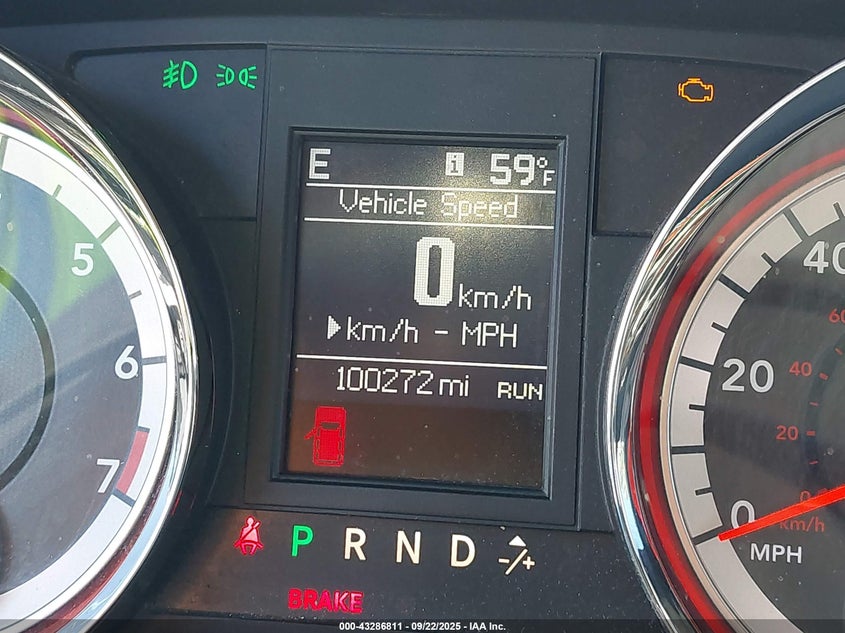 E i 59°F
Vehicle Speed
0 km/h
km/h - MPH
100272 mi RUN
5
6
7
40
20
0
MPH
60
40
20
km/h
P R N D -/+
BRAKE
000-43286811 - 09/22/2025 - IAA Inc.